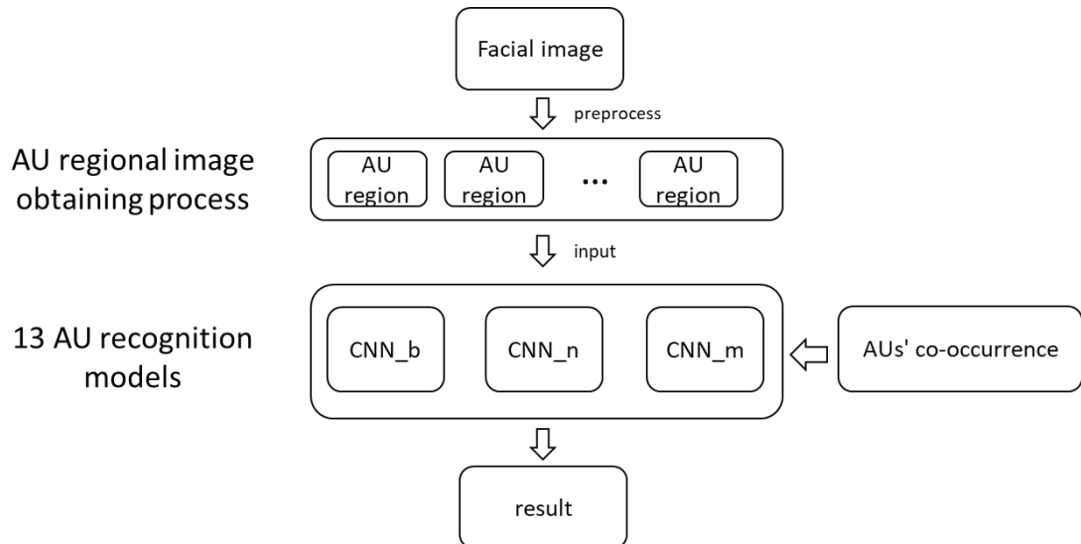 Facial image
preprocess
AU regional image
obtaining process
AU
region
AU
region
...
AU
region
input
13 AU recognition
models
CNN_b
CNN_n
CNN_m
AUs' co-occurrence
result